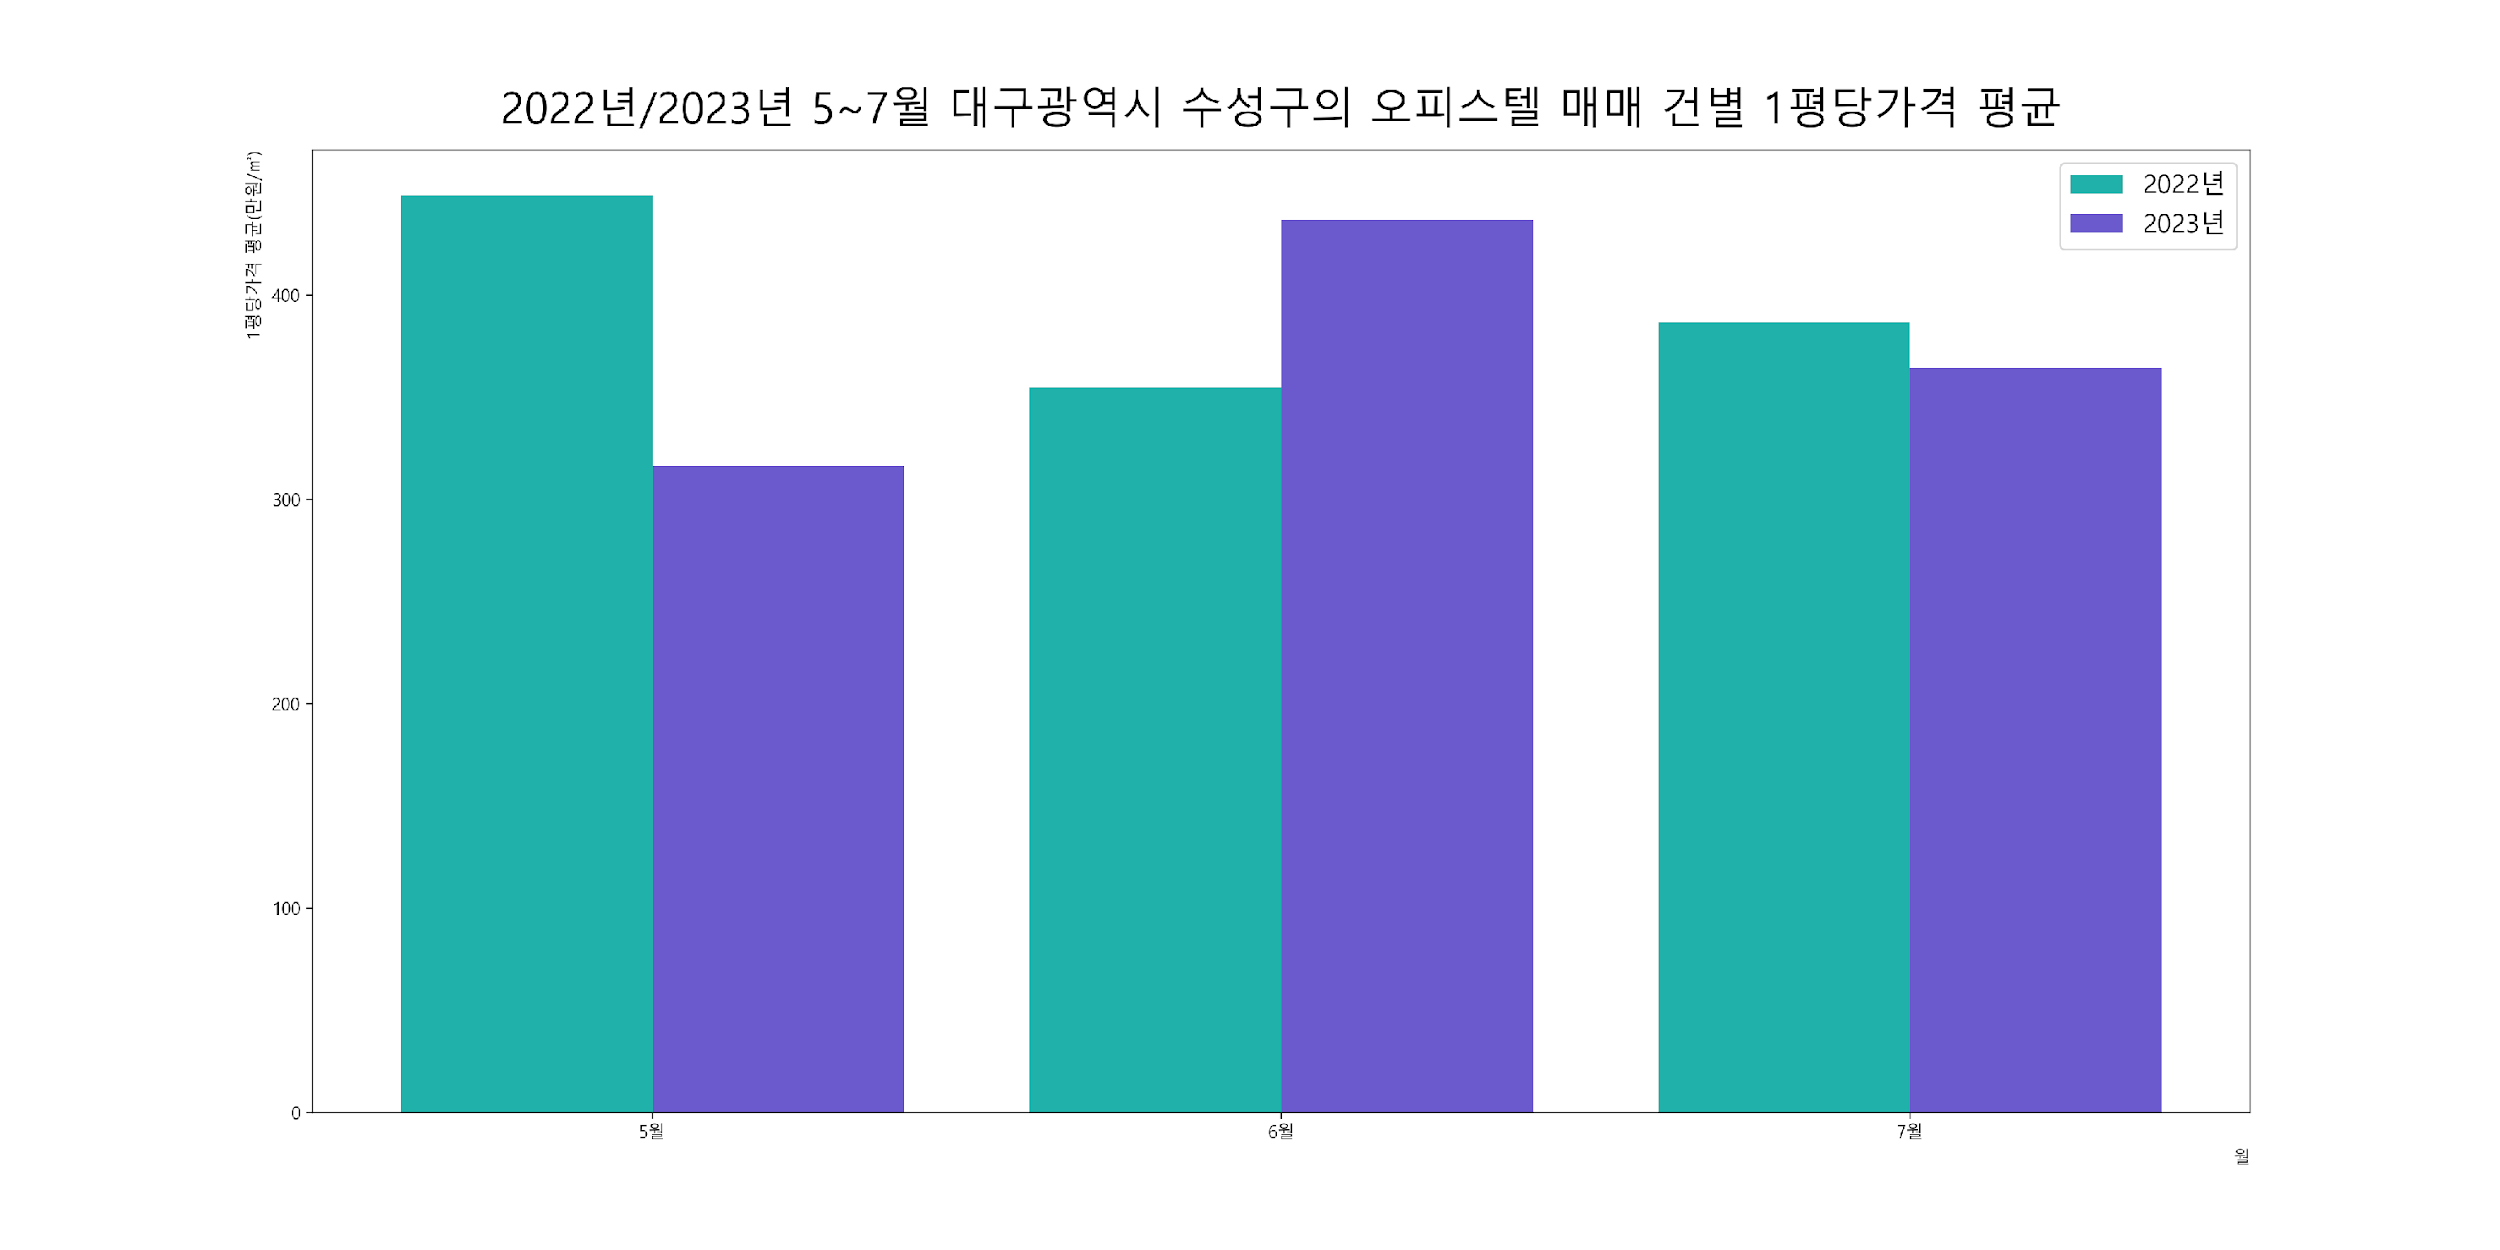 2022년/2023년 5~7월 대구광역시 수성구의 오피스텔 매매 건별 1평당가격 평균
1평당가격 평균(만원/㎡)
2022년
2023년
400
300
200
100
0
5월
6월
7월
월